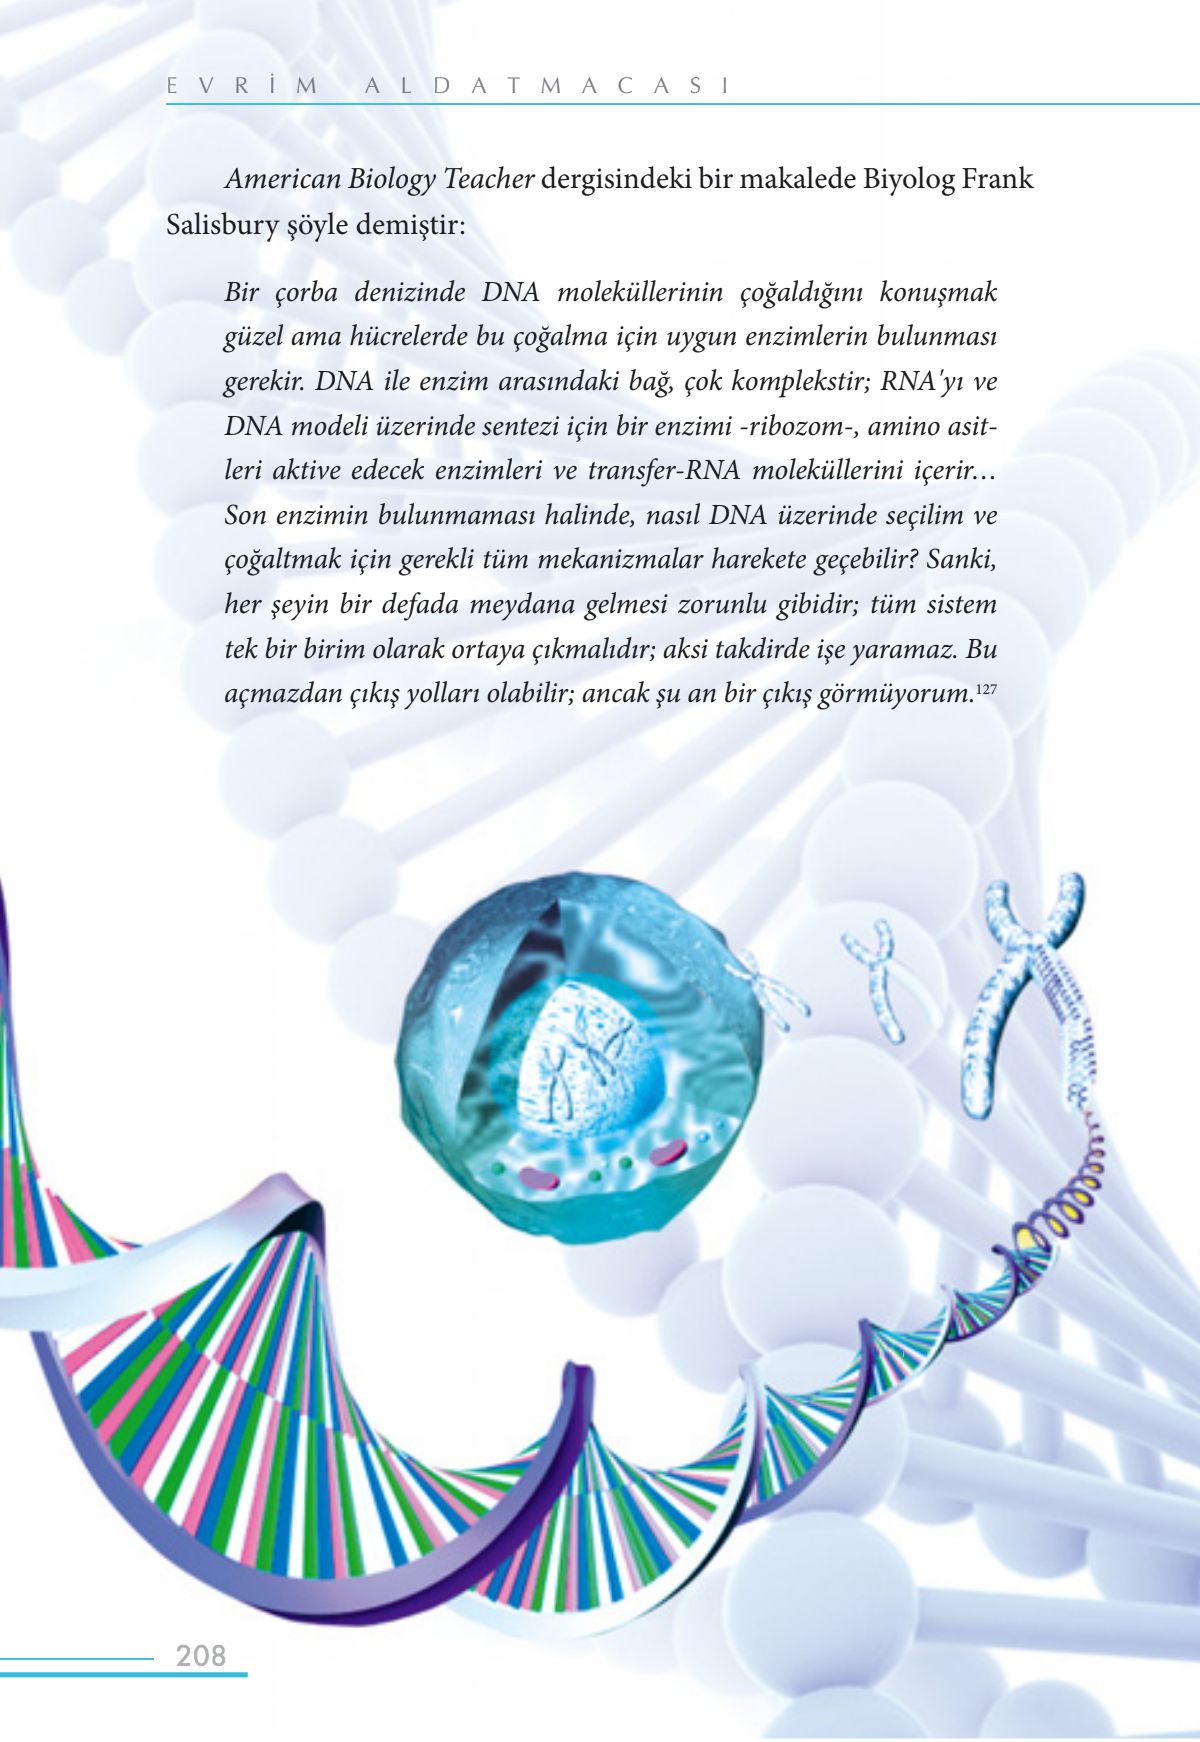 EVRİM ALDATMACASI
American Biology Teacher dergisindeki bir makalede Biyolog Frank
Salisbury şöyle demiştir:
Bir çorba denizinde DNA moleküllerinin çoğaldığını konuşmak
güzel ama hücrelerde bu çoğalma için uygun enzimlerin bulunması
gerekir. DNA ile enzim arasındaki bağ, çok komplekstir; RNA'yı ve
DNA modeli üzerinde sentezi için bir enzimi -ribozom-, amino asit-
leri aktive edecek enzimleri ve transfer-RNA moleküllerini içerir…
Son enzimin bulunmaması halinde, nasıl DNA üzerinde seçilim ve
çoğaltmak için gerekli tüm mekanizmalar harekete geçebilir? Sanki,
her şeyin bir defada meydana gelmesi zorunlu gibidir; tüm sistem
tek bir birim olarak ortaya çıkmalıdır; aksi takdirde işe yaramaz. Bu
açmazdan çıkış yolları olabilir; ancak şu an bir çıkış görmüyorum.127
208